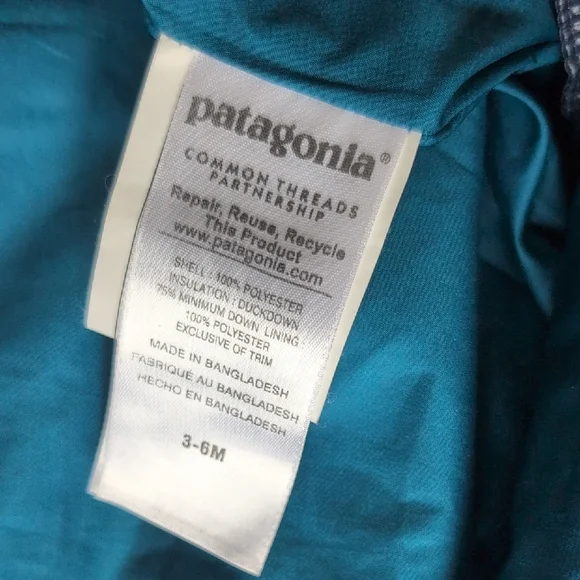 patagonia®
COMMON THREADS
PARTNERSHIP
Repair, Reuse, Recycle
This Product
www.patagonia.com
SHELL : 100% POLYESTER
INSULATION : DUCKDOWN
75% MINIMUM DOWN LINING :
100% POLYESTER
EXCLUSIVE OF TRIM
MADE IN BANGLADESH
FABRIQUE AU BANGLADESH
HECHO EN BANGLADESH
3-6M